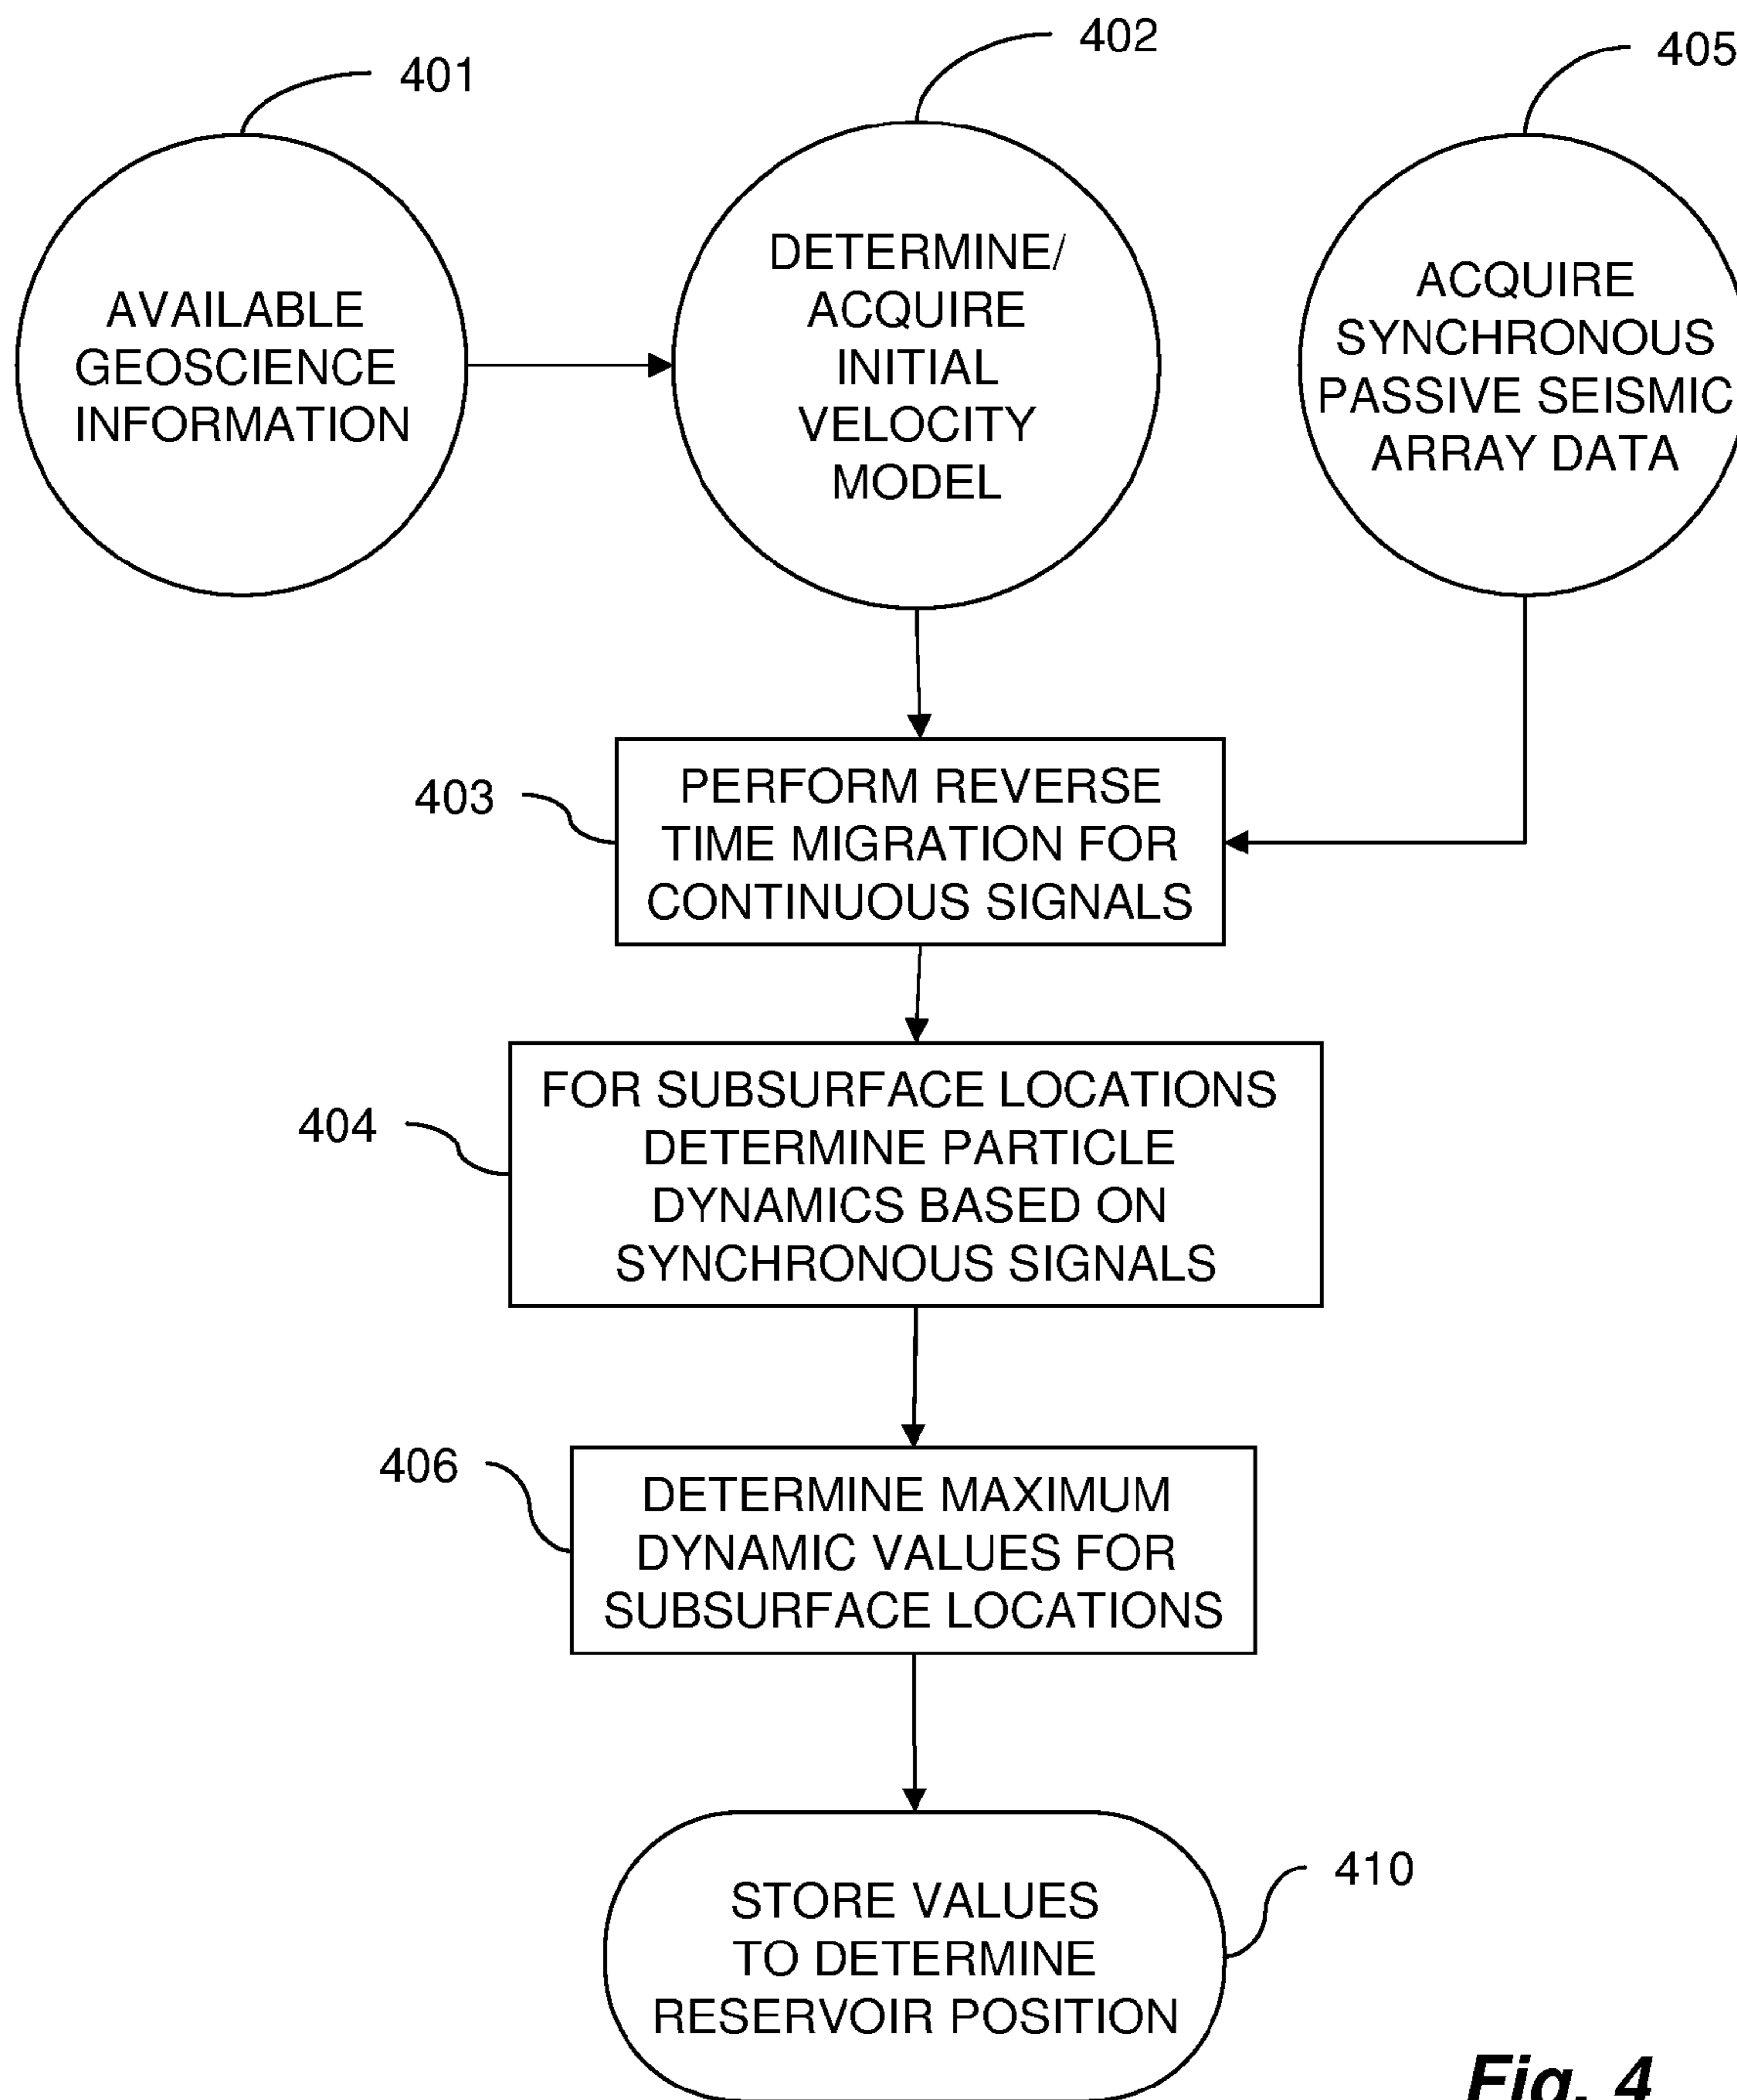 401
402
405
AVAILABLE
GEOSCIENCE
INFORMATION
DETERMINE/
ACQUIRE
INITIAL
VELOCITY
MODEL
ACQUIRE
SYNCHRONOUS
PASSIVE SEISMIC
ARRAY DATA
403
PERFORM REVERSE
TIME MIGRATION FOR
CONTINUOUS SIGNALS
404
FOR SUBSURFACE LOCATIONS
DETERMINE PARTICLE
DYNAMICS BASED ON
SYNCHRONOUS SIGNALS
406
DETERMINE MAXIMUM
DYNAMIC VALUES FOR
SUBSURFACE LOCATIONS
410
STORE VALUES
TO DETERMINE
RESERVOIR POSITION
Fig. 4